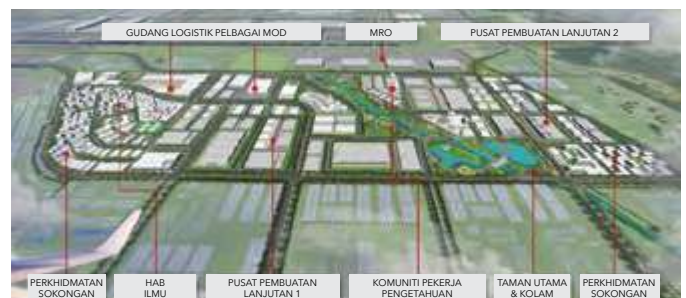 GUDANG LOGISTIK PELBAGAI MOD
MRO
PUSAT PEMBUATAN LANJUTAN 2
PERKHIDMATAN
SOKONGAN
HAB
ILMU
PUSAT PEMBUATAN
LANJUTAN 1
KOMUNITI PEKERJA
PENGETAHUAN
TAMAN UTAMA
& KOLAM
PERKHIDMATAN
SOKONGAN